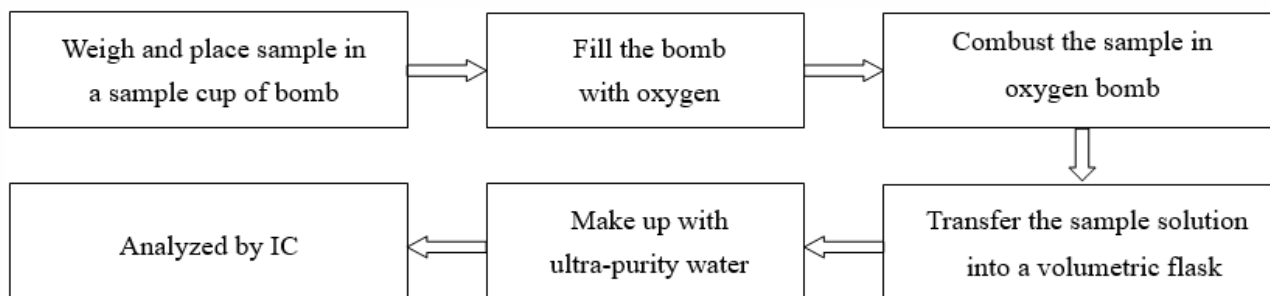 Weigh and place sample in
a sample cup of bomb
Fill the bomb
with oxygen
Combust the sample in
oxygen bomb
Transfer the sample solution
into a volumetric flask
Make up with
ultra-purity water
Analyzed by IC